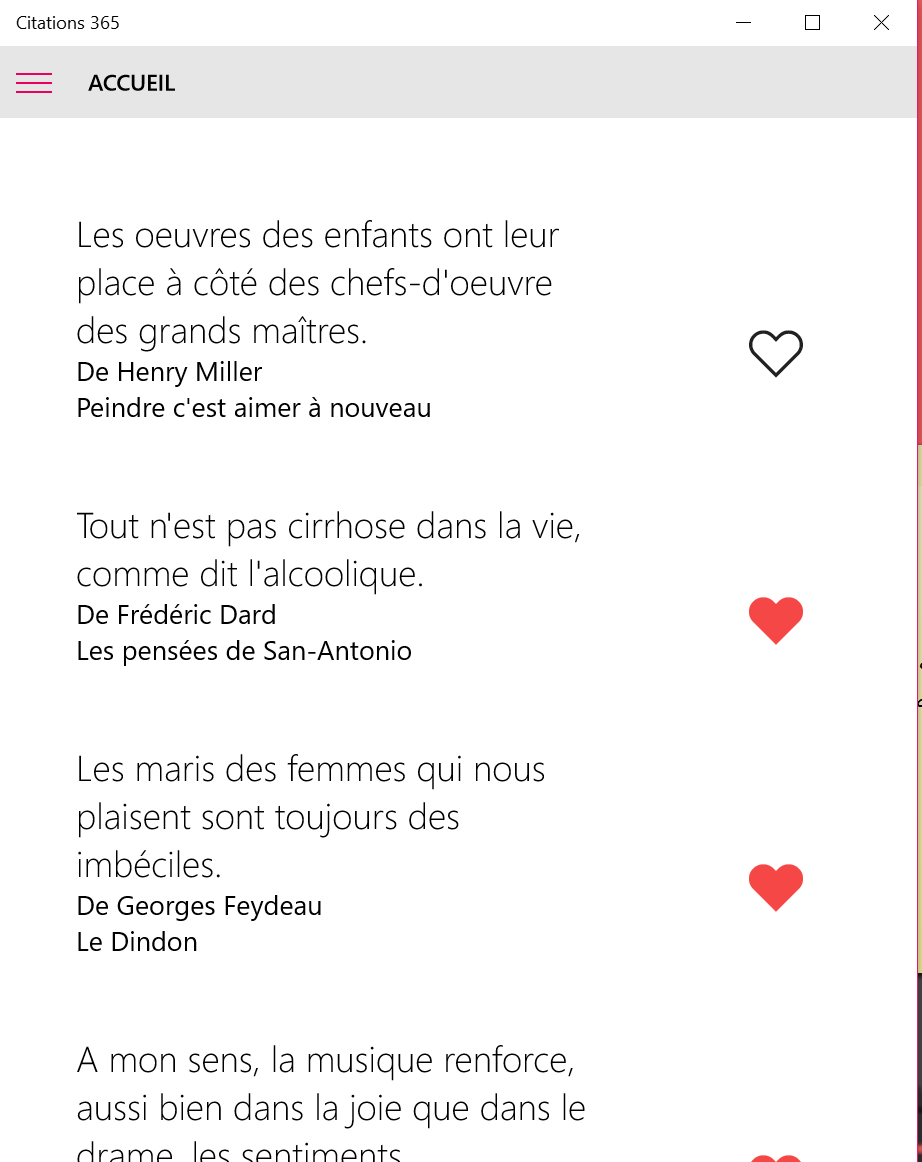 Citations 365
ACCUEIL
Les oeuvres des enfants ont leur
place à côté des chefs-d'oeuvre
des grands maîtres.
De Henry Miller
Peindre c'est aimer à nouveau
Tout n'est pas cirrhose dans la vie,
comme dit l'alcoolique.
De Frédéric Dard
Les pensées de San-Antonio
Les maris des femmes qui nous
plaisent sont toujours des
imbéciles.
De Georges Feydeau
Le Dindon
A mon sens, la musique renforce,
aussi bien dans la joie que dans le
drame, les sentiments